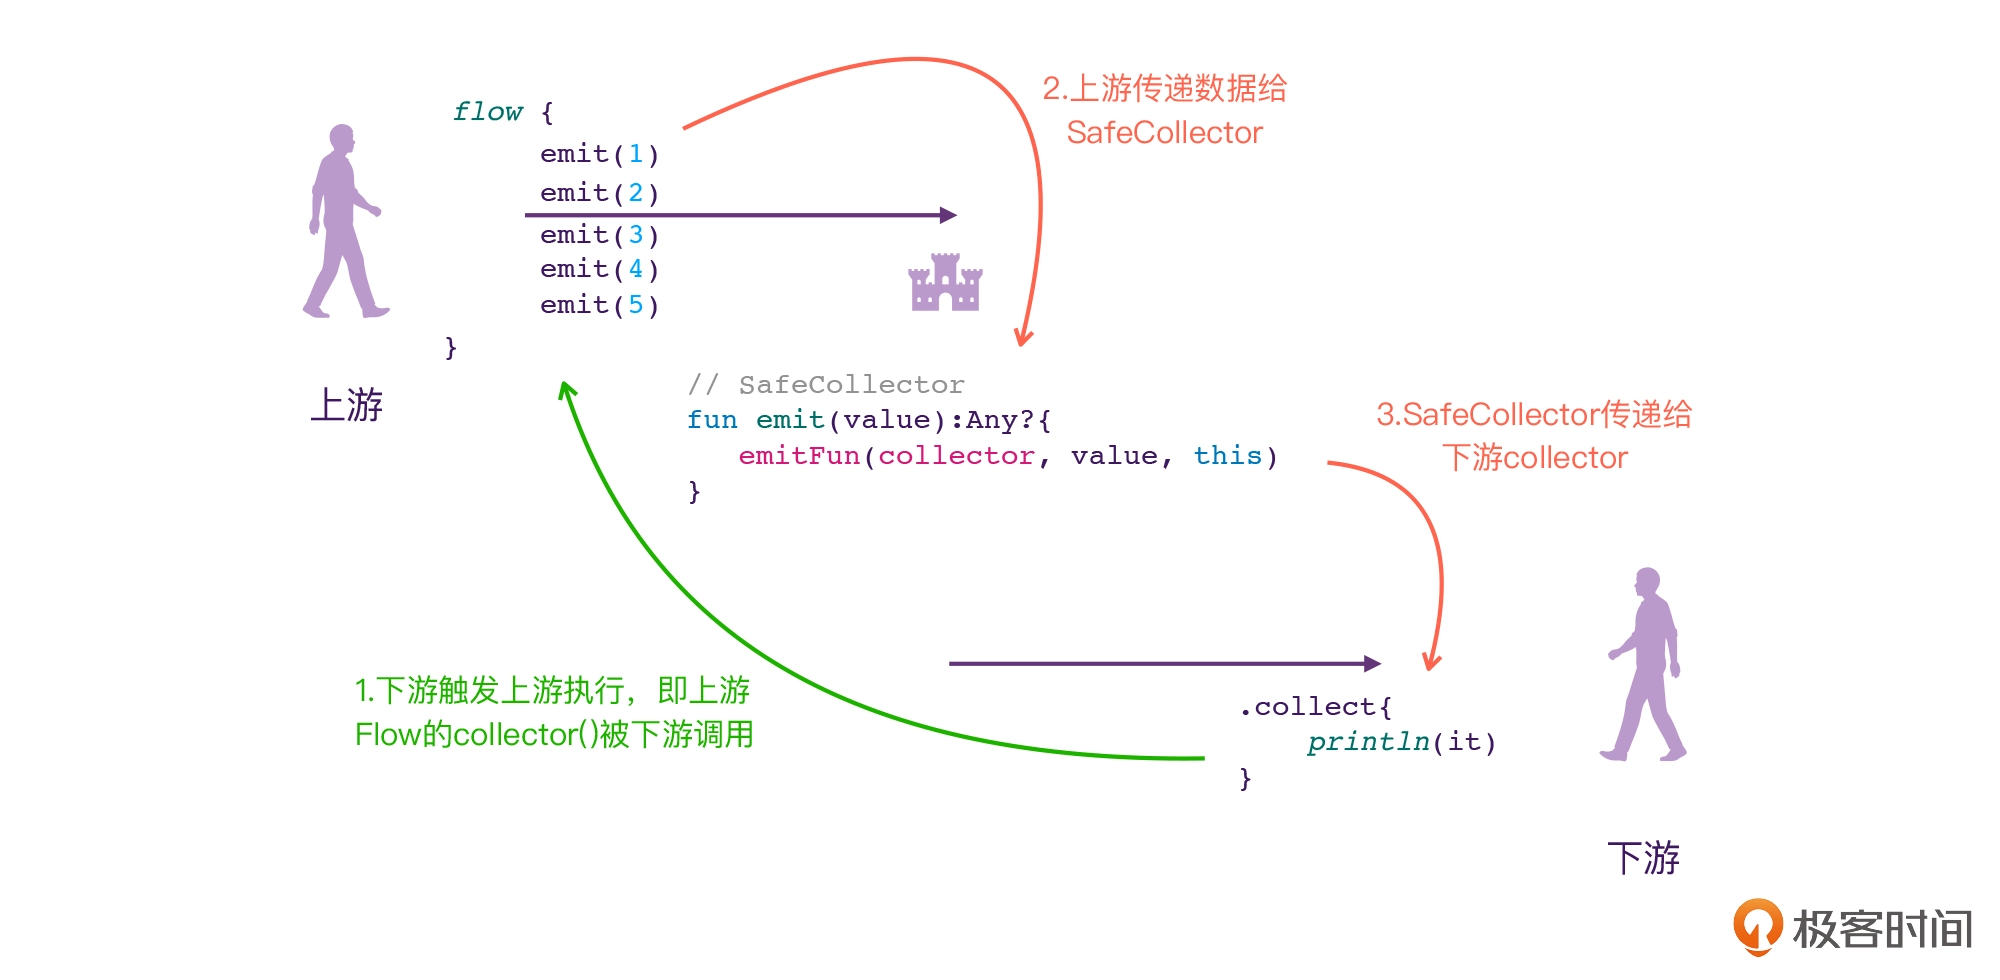 flow {
emit(1)
emit(2)
emit(3)
emit(4)
emit(5)
}
上游
2.上游传递数据给
SafeCollector
// SafeCollector
fun emit(value):Any?{
emitFun(collector, value, this)
}
3.SafeCollector传递给
下游collector
1.下游触发上游执行，即上游
Flow的collector()被下游调用
.collect{
println(it)
}
下游
极客时间